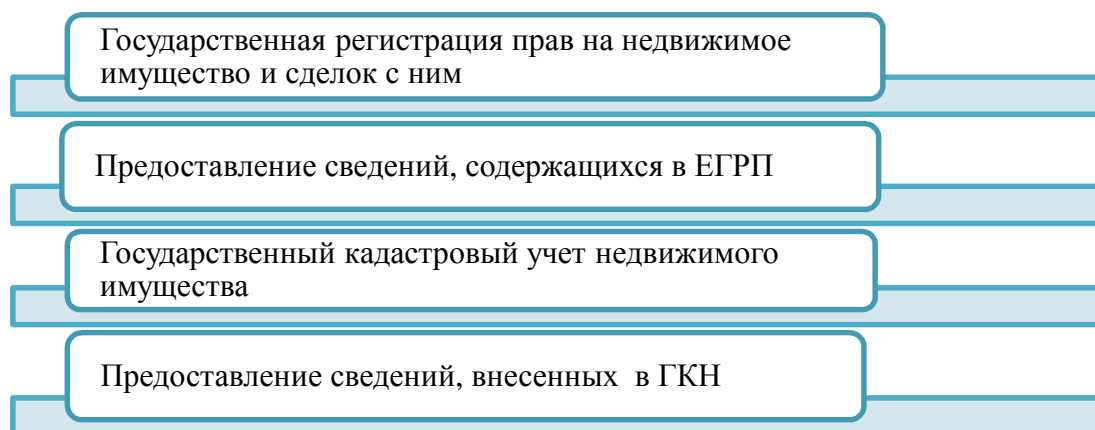 Государственная регистрация прав на недвижимое
имущество и сделок с ним
Предоставление сведений, содержащихся в ЕГРП
Государственный кадастровый учет недвижимого
имущества
Предоставление сведений, внесенных в ГКН